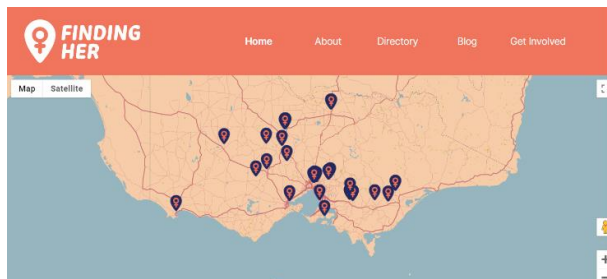 FINDING
HER
Home About Directory Blog Get Involved
Map Satellite